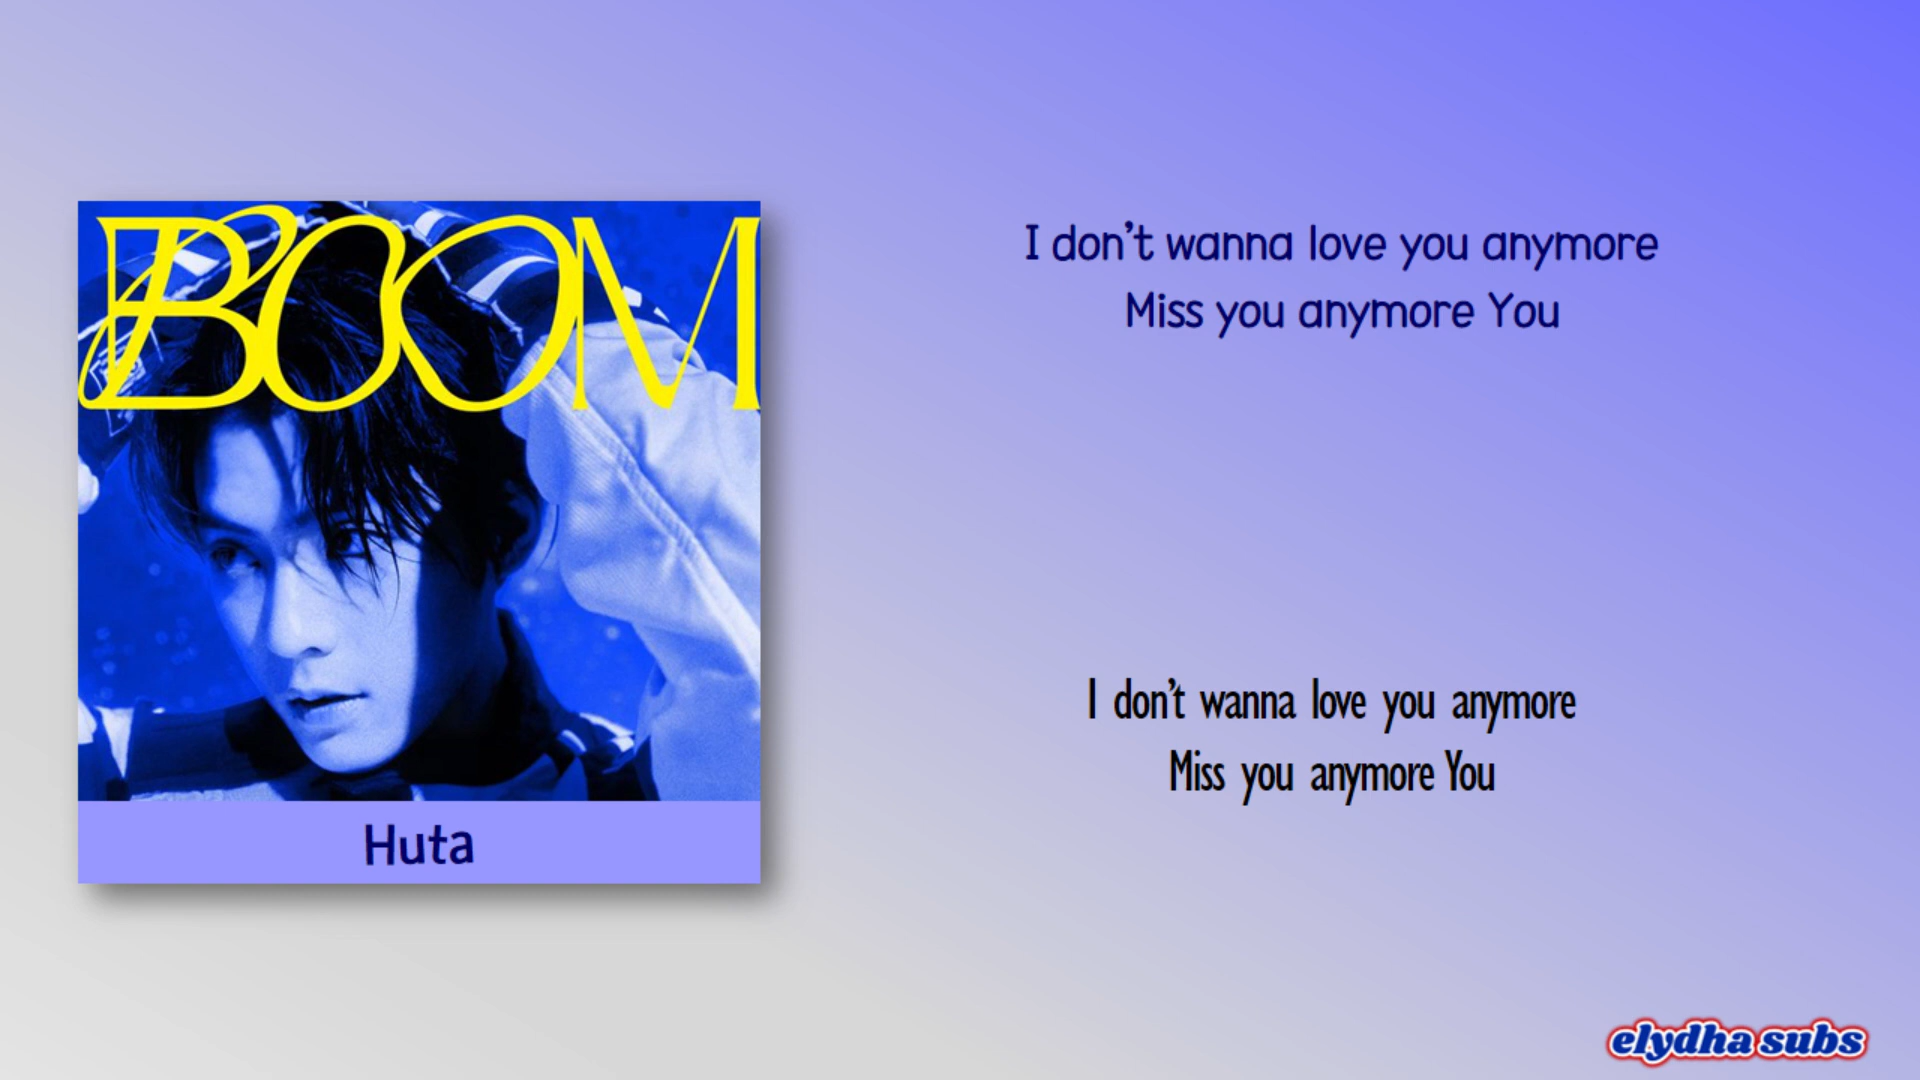 BOOM
Huta
I don't wanna love you anymore
Miss you anymore You
I don't wanna love you anymore
Miss you anymore You
elydha subs